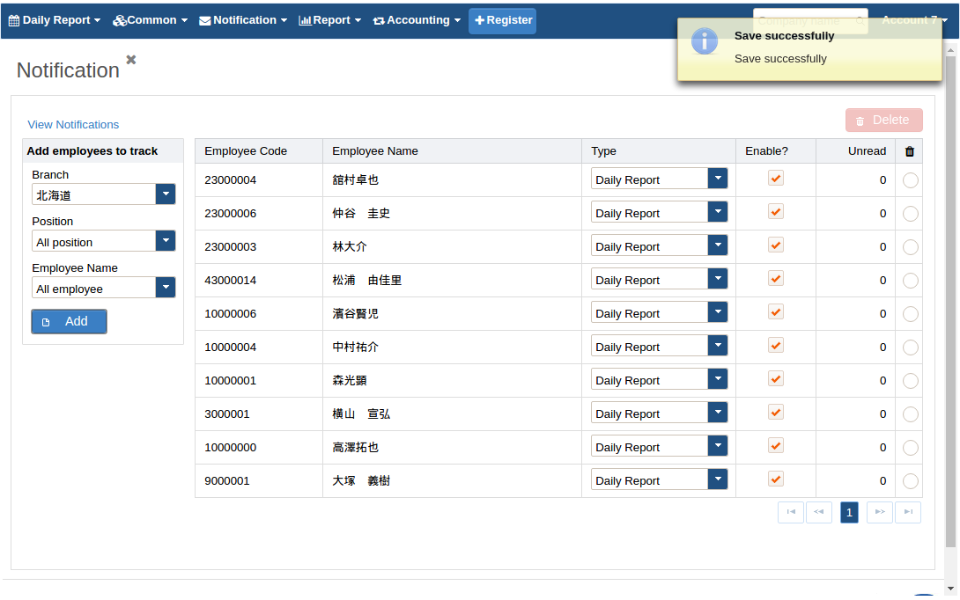 Daily Report Common Notification Report Accounting Register Account 7
Save successfully
Save successfully
Notification
View Notifications
Delete
Add employees to track
Branch
北海道
Position
All position
Employee Name
All employee
Add
Employee Code Employee Name Type Enable? Unread
23000004 舘村卓也 Daily Report 0
23000006 仲谷 圭史 Daily Report 0
23000003 林大介 Daily Report 0
43000014 松浦 由佳里 Daily Report 0
10000006 濱谷賢児 Daily Report 0
10000004 中村祐介 Daily Report 0
10000001 森光顕 Daily Report 0
3000001 横山 宣弘 Daily Report 0
10000000 高澤拓也 Daily Report 0
9000001 大塚 義樹 Daily Report 0
1